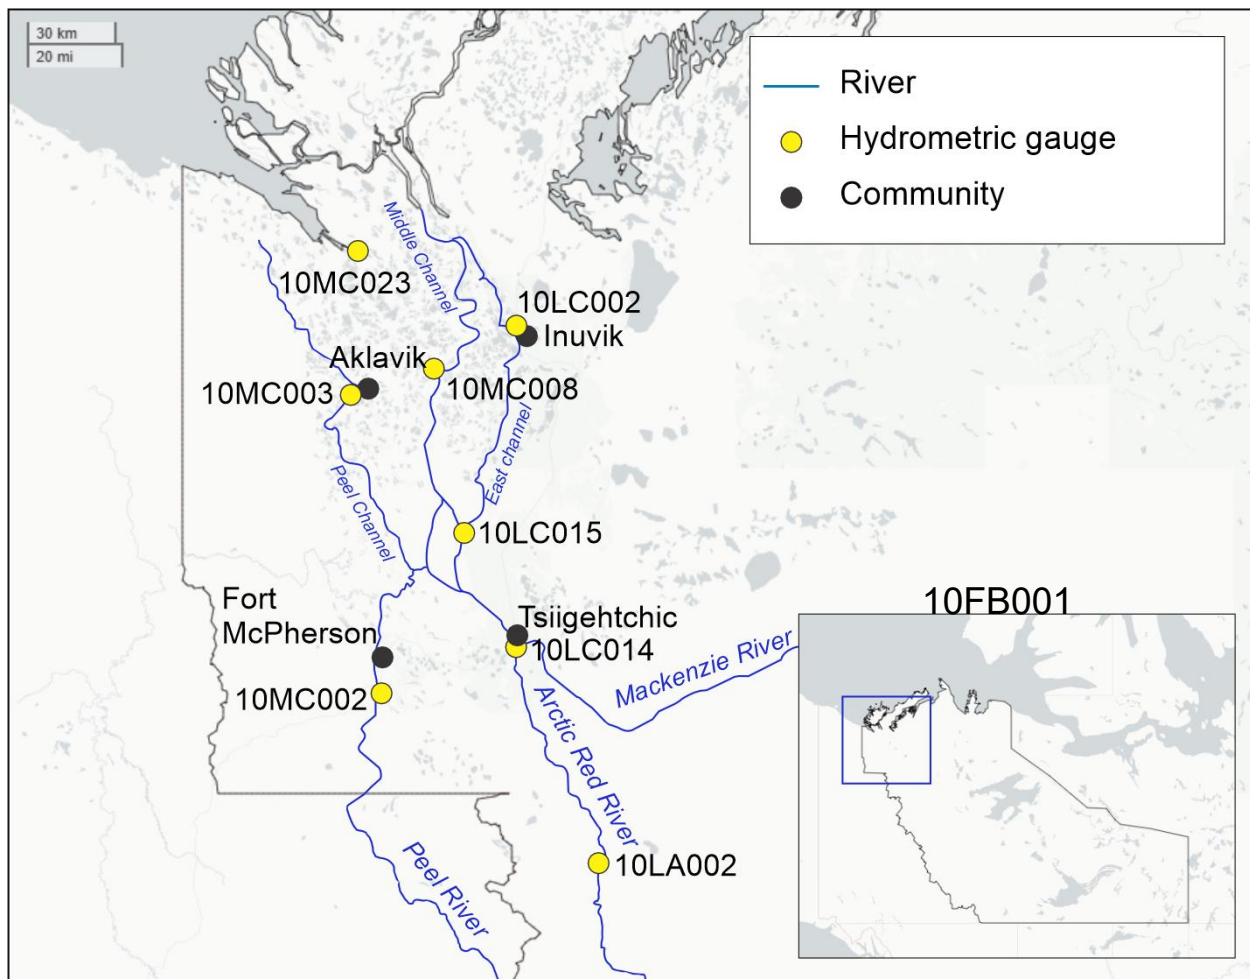 30 km
20 mi
River
Hydrometric gauge
Community
Middle Channel
10MC023
10LC002
Inuvik
Aklavik
10MC003
10MC008
East channel
Peel Channel
10LC015
Fort
McPherson
Tsiigehtchic
10LC014
Mackenzie River
10MC002
Arctic Red River
10LA002
Peel River
10FB001